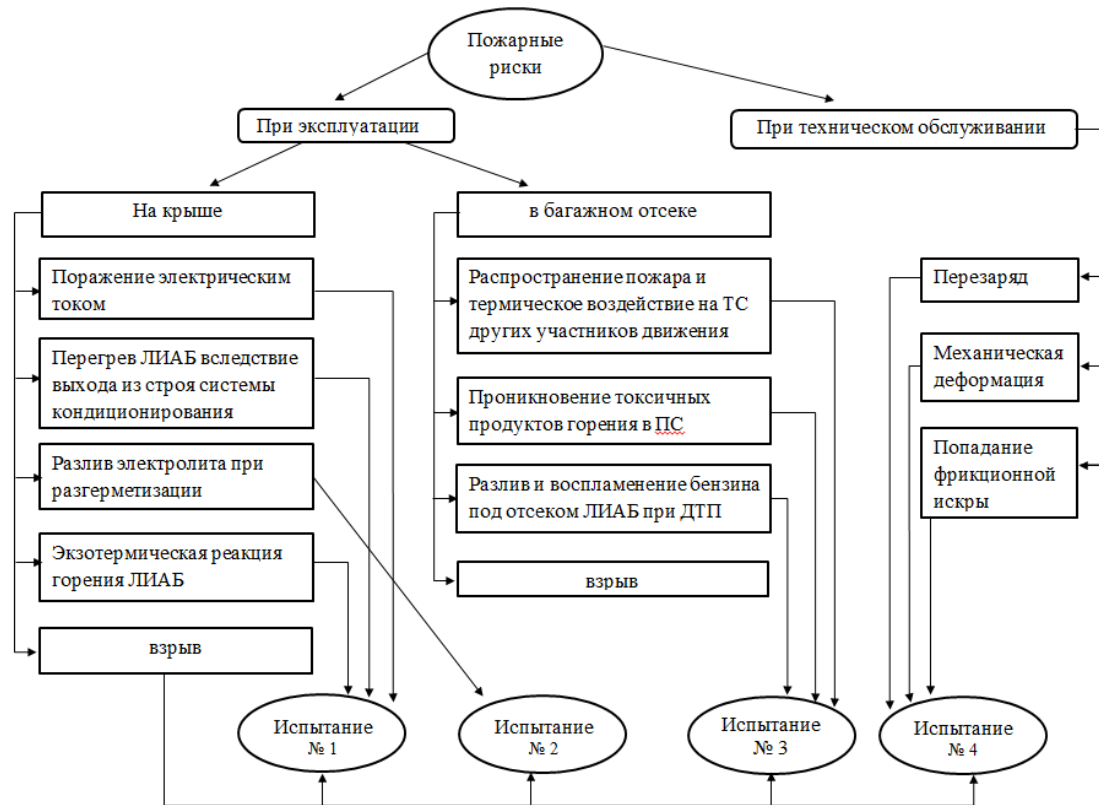 Пожарные
риски
При эксплуатации
При техническом обслуживании
На крыше
Поражение электрическим
током
Перегрев ЛИАБ вследствие
выхода из строя системы
кондиционирования
Разлив электролита при
разгерметизации
Экзотермическая реакция
горения ЛИАБ
взрыв
в багажном отсеке
Распространение пожара и
термическое воздействие на ТС
других участников движения
Проникновение токсичных
продуктов горения в ПС
Разлив и воспламенение бензина
под отсеком ЛИАБ при ДТП
взрыв
Перезаряд
Механическая
деформация
Попадание
фрикционной
искры
Испытание
№ 1
Испытание
№ 2
Испытание
№ 3
Испытание
№ 4